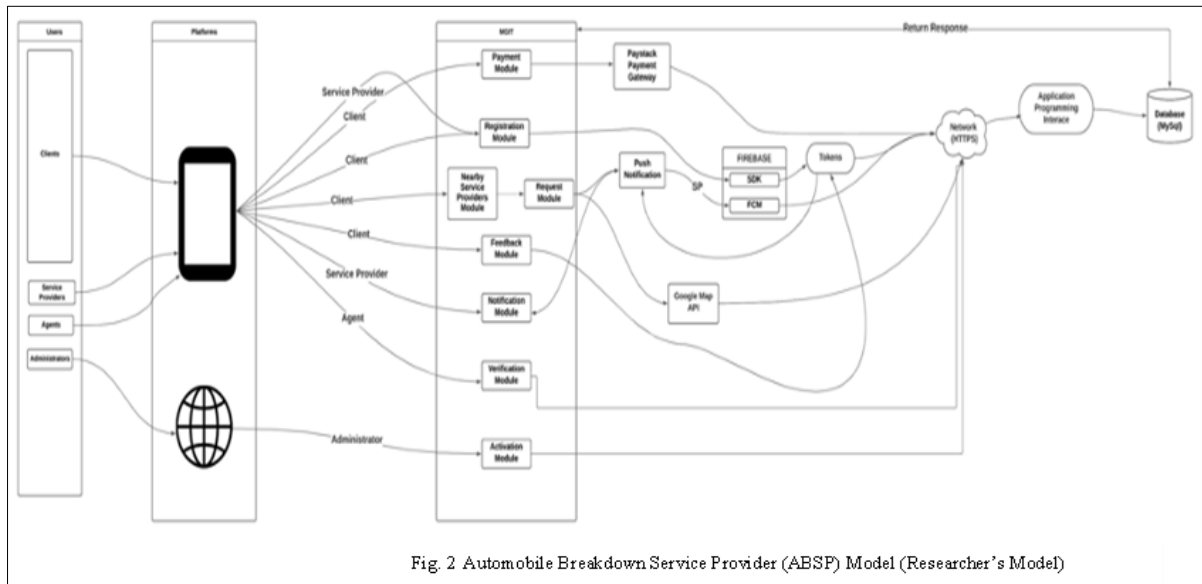 Users
Platforms
Clients
Service
Providers
Agents
Administrators
Service Provider
Client
Client
Client
Client
Service Provider
Agent
Administrator
Payment
Module
Registration
Module
Nearby
Service
Providers
Module
Request
Module
Feedback
Module
Notification
Module
Verification
Module
Activation
Module
Paystack
Payment
Gateway
Push
Notification
SP
FIREBASE
SDK
FCM
Tokens
Google Map
API
Return Response
Network
(HTTPS)
Application
Programming
Interace
Database
(MySql)
Fig. 2 Automobile Breakdown Service Provider (ABSP) Model (Researcher's Model)